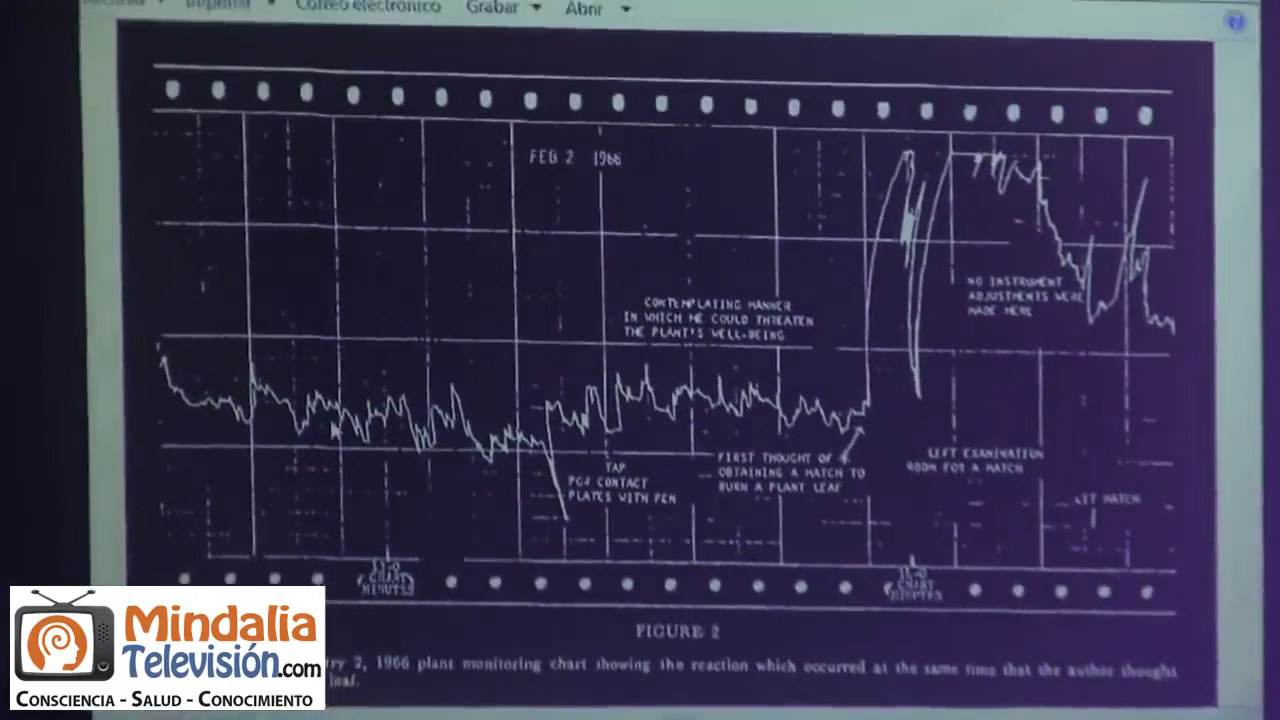 Correo electrónico Grabar Abrir
FEB 2 1966
CONTEMPLATING MANNER
IN WHICH HE COULD THREATEN
THE PLANT'S WELL-BEING
NO INSTRUMENT
ADJUSTMENTS WERE
MADE HERE
TAP
PGR CONTACT
PLATES WITH PEN
FIRST THOUGHT OF
OBTAINING A MATCH TO
BURN A PLANT LEAF
LEFT EXAMINATION
ROOM FOR A MATCH
LIT MATCH
CHART
MINUTES
CHART
MINUTES
FIGURE 2
2, 1966 plant monitoring chart showing the reaction which occurred at the same time that the author thought
leaf.
Mindalia
Televisión.com
CONSCIENCIA - SALUD - CONOCIMIENTO